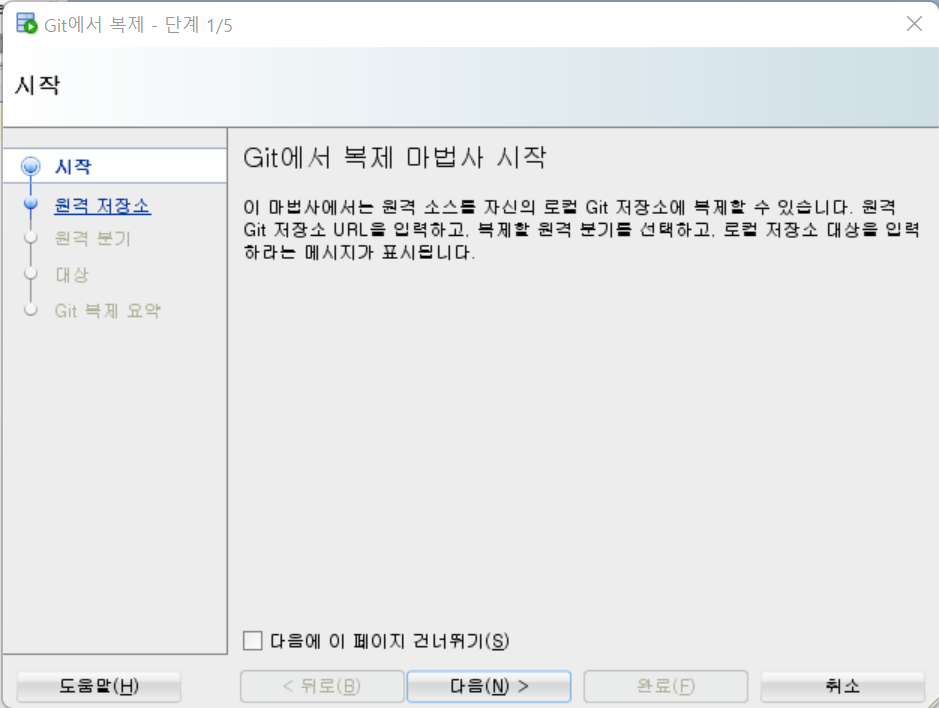 Git에서 복제 - 단계 1/5
시작
시작
원격 저장소
원격 분기
대상
Git 복제 요약
Git에서 복제 마법사 시작
이 마법사에서는 원격 소스를 자신의 로컬 Git 저장소에 복제할 수 있습니다. 원격
Git 저장소 URL을 입력하고, 복제할 원격 분기를 선택하고, 로컬 저장소 대상을 입력
하라는 메시지가 표시됩니다.
다음에 이 페이지 건너뛰기(S)
도움말(H)
< 뒤로(B)
다음(N) >
완료(F)
취소